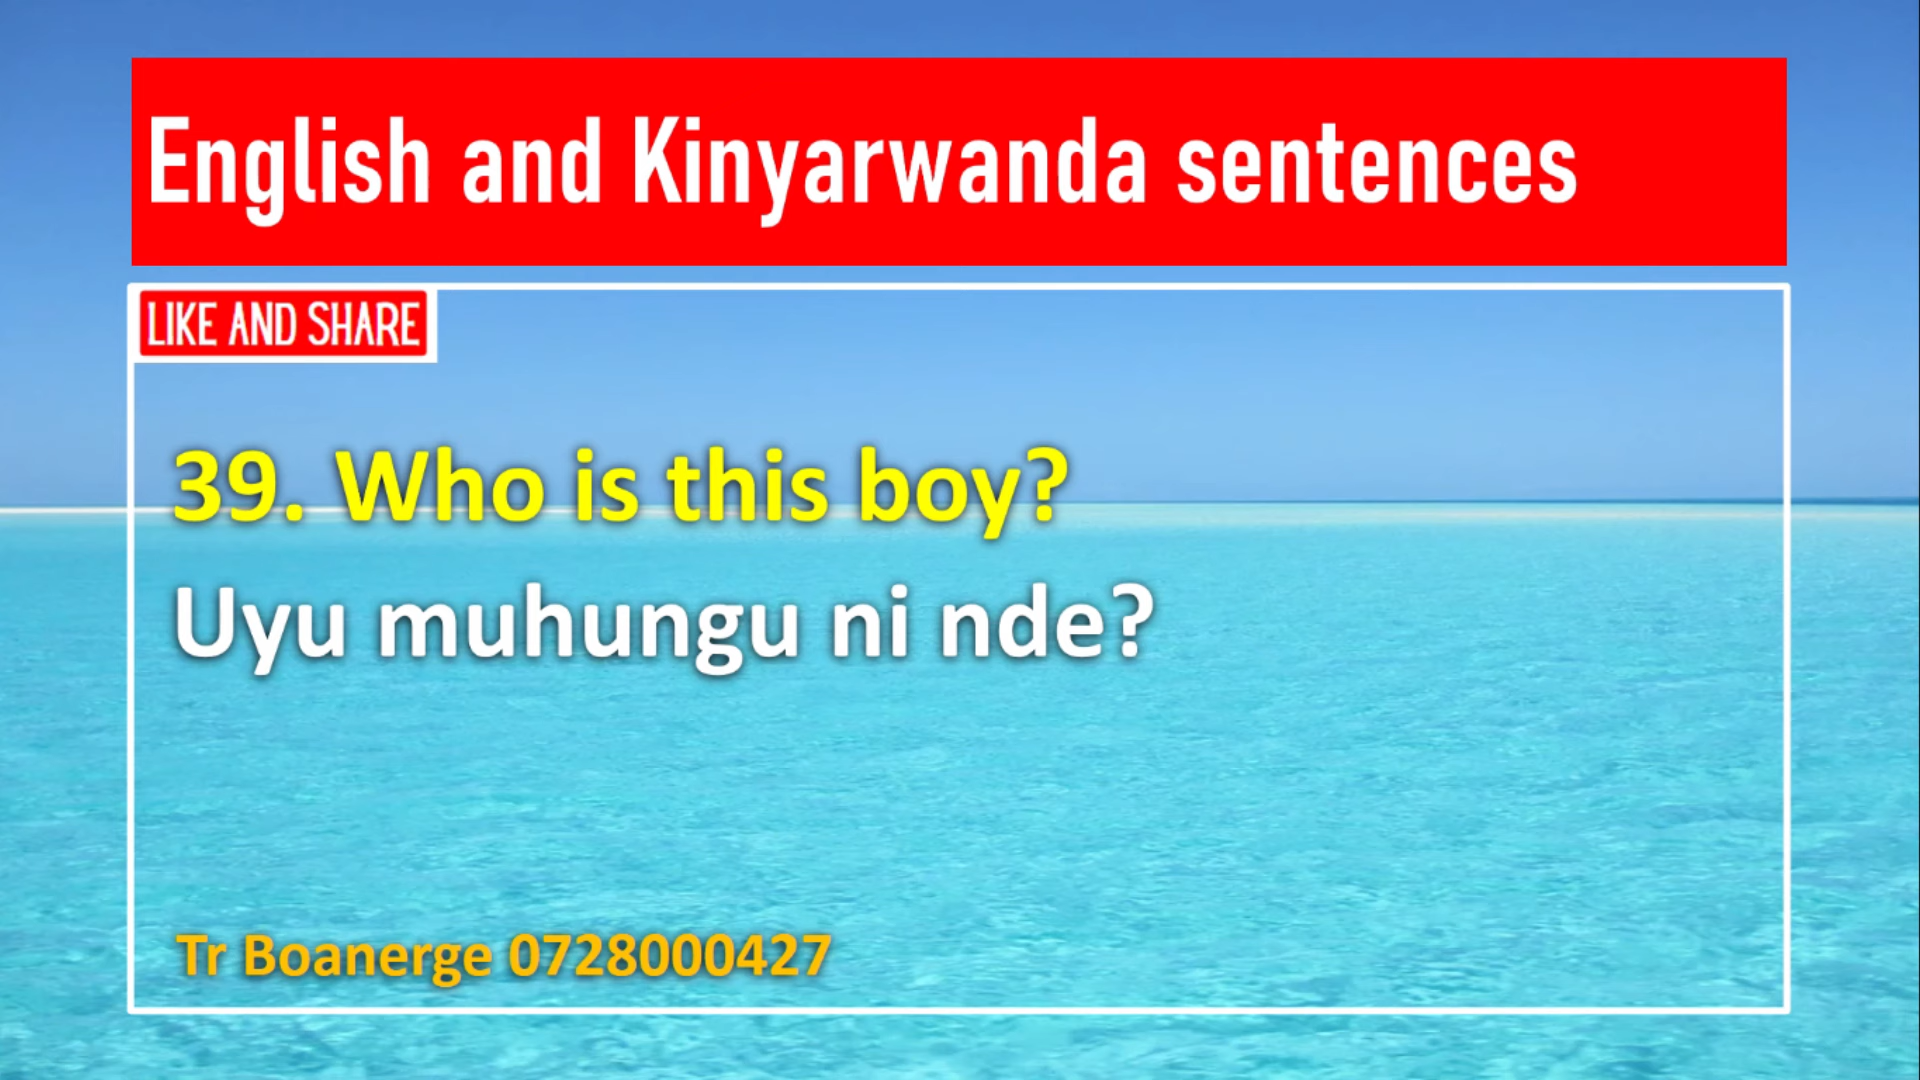 English and Kinyarwanda sentences
LIKE AND SHARE
39. Who is this boy?
Uyu muhungu ni nde?
Tr Boanerge 0728000427